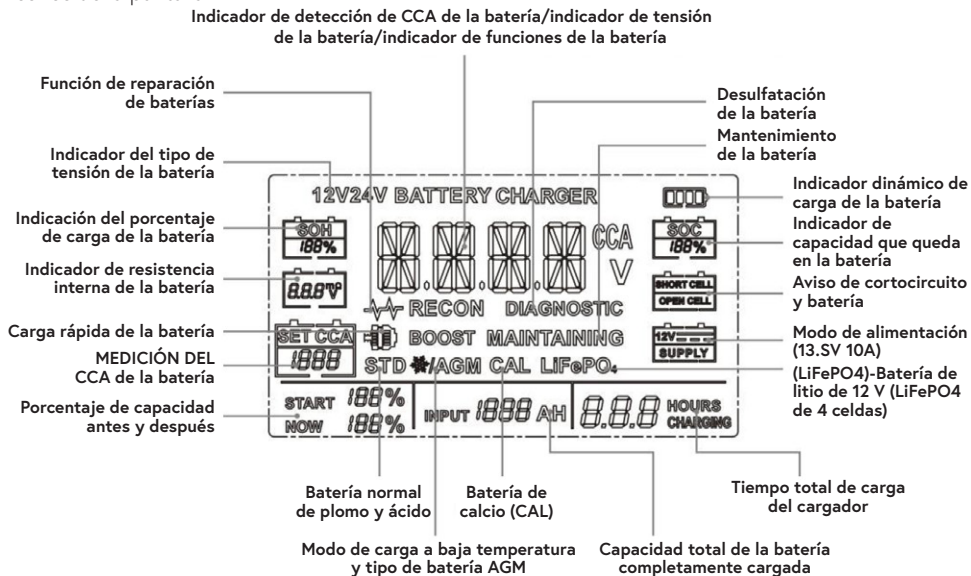 Indicador de detección de CCA de la batería/indicador de tensión
de la batería/indicador de funciones de la batería
Función de reparación
de baterías
Desulfatación
de la batería
Mantenimiento
de la batería
Indicador del tipo de
tensión de la batería
Indicador dinámico de
carga de la batería
Indicación del porcentaje
de carga de la batería
Indicador de
capacidad que queda
en la batería
Indicador de resistencia
interna de la batería
Aviso de cortocircuito
y batería
Carga rápida de la batería
Modo de alimentación
(13.SV 10A)
MEDICIÓN DEL
CCA de la batería
(LiFePO4)-Batería de
litio de 12 V (LiFePO4
de 4 celdas)
Porcentaje de capacidad
antes y después
12V24V BATTERY CHARGER
SOH
188%
CCA
V
SOC
188%
8.8.8 mΩ V
SHORT CELL
OPEN CELL
RECON DIAGNOSTIC
SET CCA
1888
BOOST MAINTAINING
12V
SUPPLY
STD /AGM CAL LiFePO4
START 188%
NOW 188%
INPUT 1888 AH
8.8.8 HOURS
CHARGING
Batería normal
de plomo y ácido
Batería de
calcio (CAL)
Tiempo total de carga
del cargador
Modo de carga a baja temperatura
y tipo de batería AGM
Capacidad total de la batería
completamente cargada